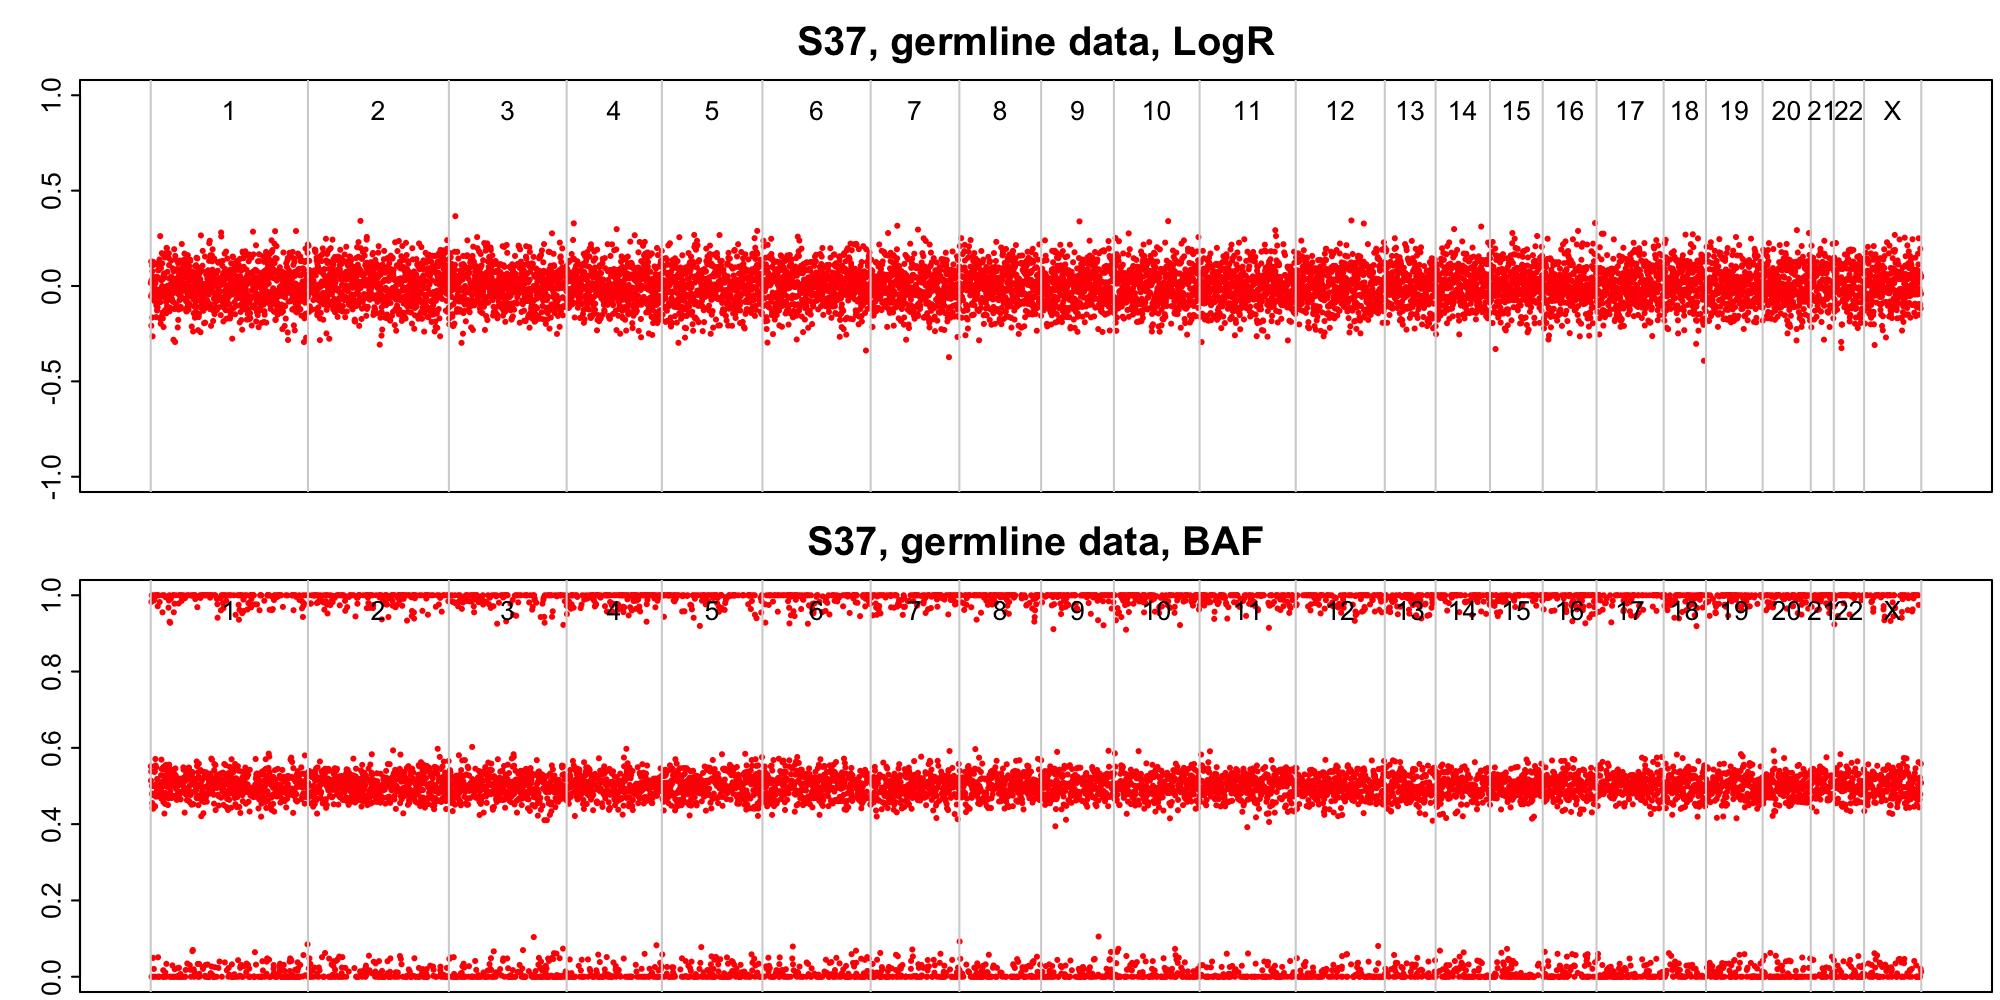 S37, germline data, LogR
1 2 3 4 5 6 7 8 9 10 11 12 13 14 15 16 17 18 19 20 21 22 X
1.0
0.5
0.0
-0.5
-1.0
S37, germline data, BAF
1 2 3 4 5 6 7 8 9 10 11 12 13 14 15 16 17 18 19 20 21 22 X
1.0
0.8
0.6
0.4
0.2
0.0